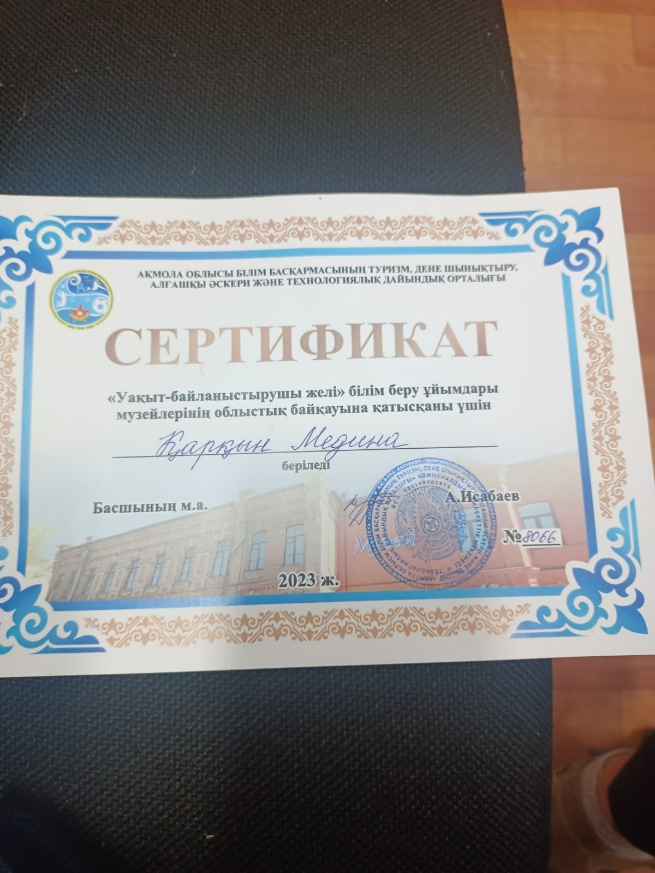 АҚМОЛА ОБЛЫСЫ БІЛІМ БАСҚАРМАСЫНЫҢ ТУРИЗМ, ДЕНЕ ШЫНЫҚТЫРУ,
АЛҒАШҚЫ ӘСКЕРИ ЖӘНЕ ТЕХНОЛОГИЯЛЫҚ ДАЙЫНДЫҚ ОРТАЛЫҒЫ
СЕРТИФИКАТ
«Уақыт-байланыстырушы желі» білім беру ұйымдары
музейлерінің облыстық байқауына қатысқаны үшін
Қарқын Медина
беріледі
Басшының м.а.
А.Исабаев
№8066
2023 ж.